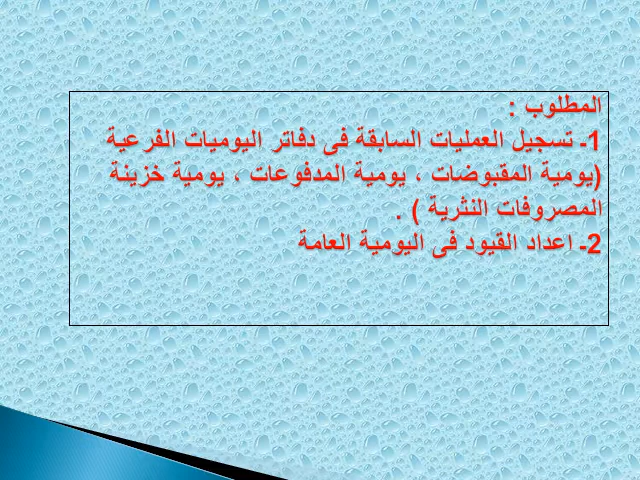 المطلوب :
1- تسجيل العمليات السابقة فى دفاتر اليوميات الفرعية
(يومية المقبوضات ، يومية المدفوعات ، يومية خزينة
المصروفات النثرية ) .
2- اعداد القيود فى اليومية العامة